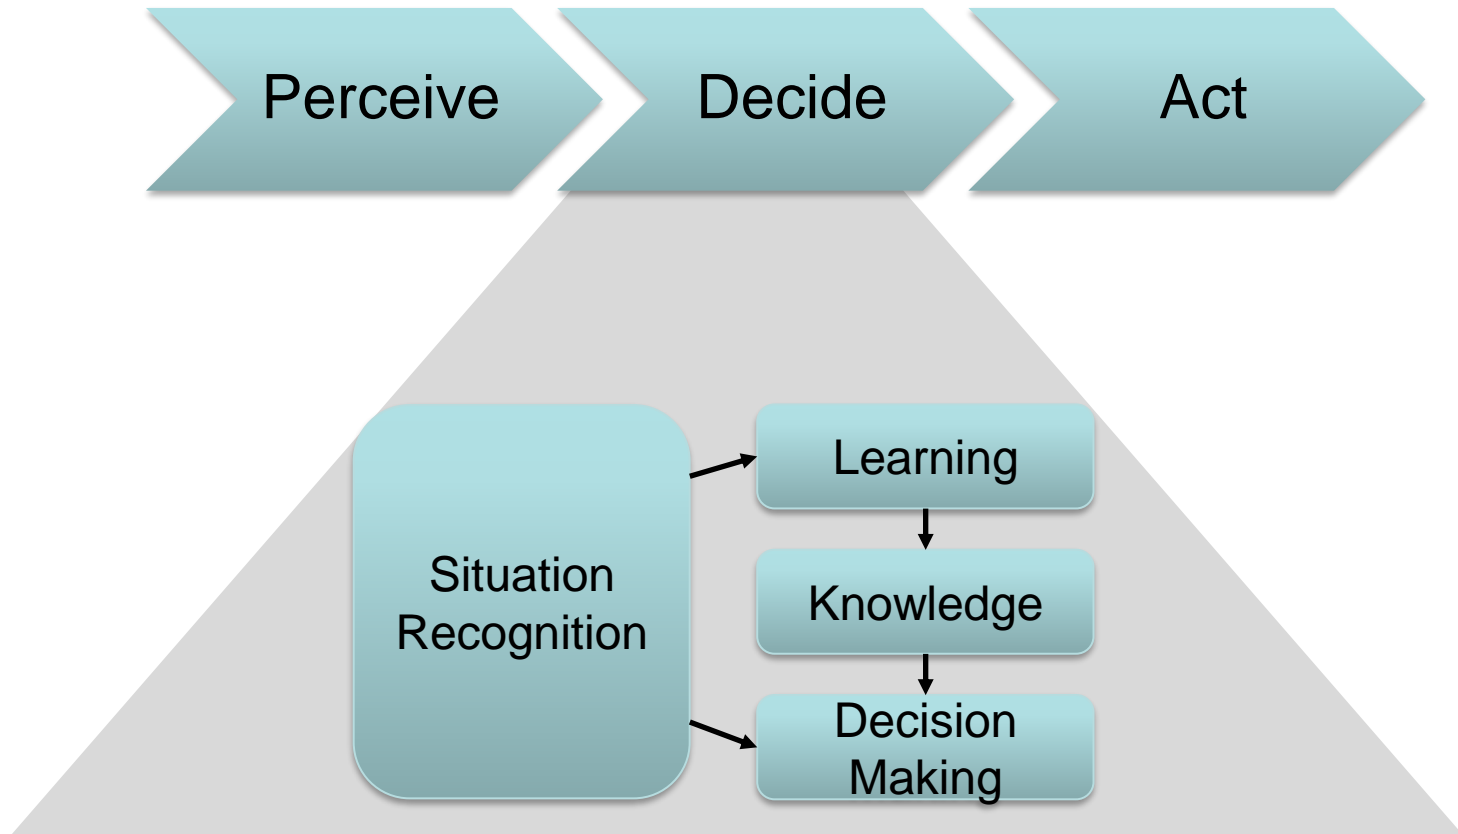 Perceive
Decide
Act
Situation
Recognition
Learning
Knowledge
Decision
Making